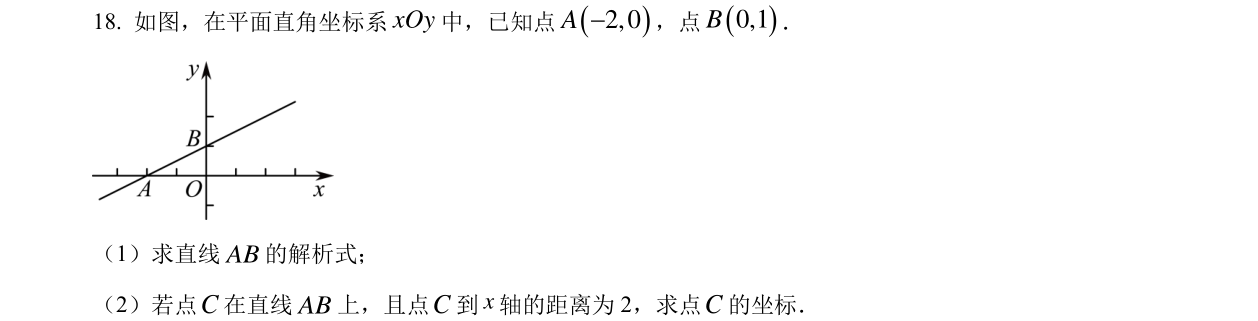 18. 如图，在平面直角坐标系 xOy 中，已知点 A(−2,0)，点 B(0,1).
y
B
A
O
x
（1）求直线 AB 的解析式；
（2）若点 C 在直线 AB 上，且点 C 到 x 轴的距离为 2，求点 C 的坐标.